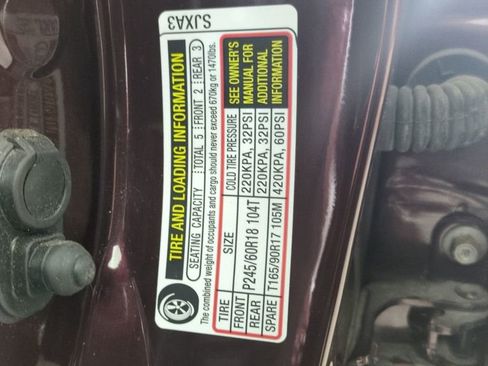 TIRE AND LOADING INFORMATION
SEATING CAPACITY TOTAL 5 FRONT 2 REAR 3
The combined weight of occupants and cargo should never exceed 670kg or 1470lbs.
TIRE SIZE COLD TIRE PRESSURE
FRONT P245/60R18 104T 220KPA, 32PSI
REAR 220KPA, 32PSI
SPARE T165/90R17 105M 420KPA, 60PSI
SEE OWNER'S
MANUAL FOR
ADDITIONAL
INFORMATION
SJXA3